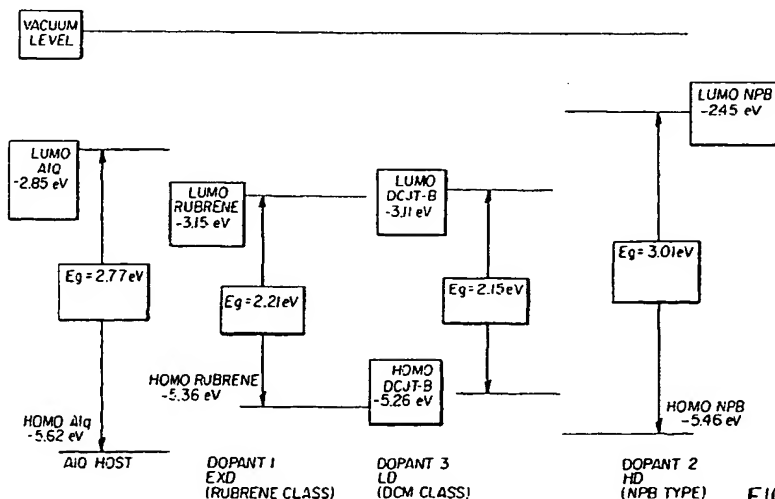 VACUUM
LEVEL
LUMO NPB
-2.45 eV
LUMO
AlQ
-2.85 eV
LUMO
RUBRENE
-3.15 eV
LUMO
DCJT-B
-3.11 eV
Eg=2.77eV
Eg=2.21eV
Eg=2.15eV
Eg=3.01eV
HOMO RUBRENE
-5.36 eV
HOMO
DCJT-B
-5.26 eV
HOMO Alq
-5.62 eV
HOMO NPB
-5.46 eV
AlQ HOST
DOPANT 1
EXD
(RUBRENE CLASS)
DOPANT 3
LD
(DCM CLASS)
DOPANT 2
HD
(NPB TYPE)